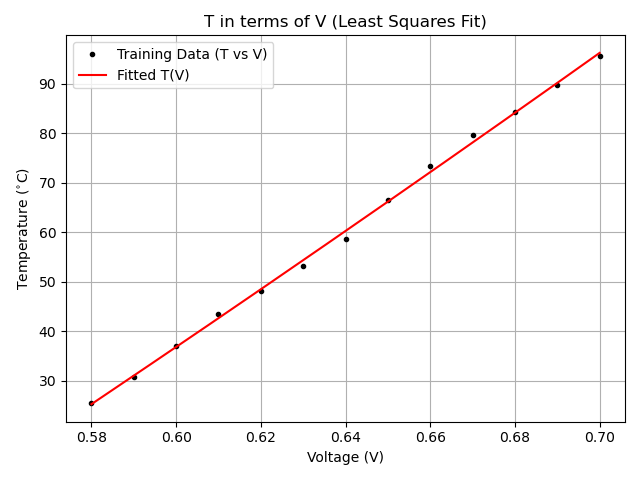 T in terms of V (Least Squares Fit)
Training Data (T vs V)
Fitted T(V)
90
80
70
60
50
40
30
Temperature (°C)
0.58 0.60 0.62 0.64 0.66 0.68 0.70
Voltage (V)